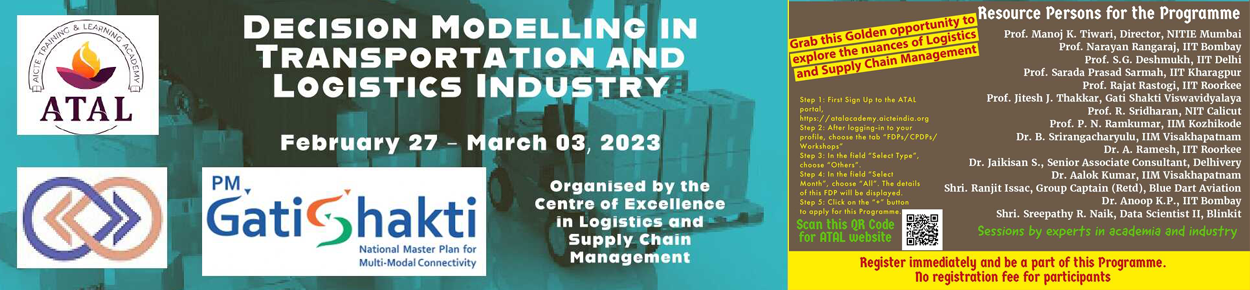 AICTE TRAINING & LEARNING ACADEMY
ATAL
DECISION MODELLING IN
TRANSPORTATION AND
LOGISTICS INDUSTRY
February 27 – March 03, 2023
PM
GatiShakti
National Master Plan for
Multi-Modal Connectivity
Organised by the
Centre of Excellence
in Logistics and
Supply Chain
Management
Grab this Golden opportunity to
explore the nuances of Logistics
and Supply Chain Management
Step 1: First Sign Up to the ATAL
portal,
https://atalacademy.aicteindia.org
Step 2: After logging-in to your
profile, choose the tab "FDPs/CPDPs/
Workshops"
Step 3: In the field "Select Type",
choose "Others".
Step 4: In the field "Select
Month", choose "All". The details
of this FDP will be displayed.
Step 5: Click on the "+" button
to apply for this Programme.
Scan this QR Code
for ATAL website
Resource Persons for the Programme
Prof. Manoj K. Tiwari, Director, NITIE Mumbai
Prof. Narayan Rangaraj, IIT Bombay
Prof. S.G. Deshmukh, IIT Delhi
Prof. Sarada Prasad Sarmah, IIT Kharagpur
Prof. Rajat Rastogi, IIT Roorkee
Prof. Jitesh J. Thakkar, Gati Shakti Viswavidyalaya
Prof. R. Sridharan, NIT Calicut
Prof. P. N. Ramkumar, IIM Kozhikode
Dr. B. Srirangacharyulu, IIM Visakhapatnam
Dr. A. Ramesh, IIT Roorkee
Dr. Jaikisan S., Senior Associate Consultant, Delhivery
Dr. Aalok Kumar, IIM Visakhapatnam
Shri. Ranjit Issac, Group Captain (Retd), Blue Dart Aviation
Dr. Anoop K.P., IIT Bombay
Shri. Sreepathy R. Naik, Data Scientist II, Blinkit
Sessions by experts in academia and industry
Register immediately and be a part of this Programme.
No registration fee for participants